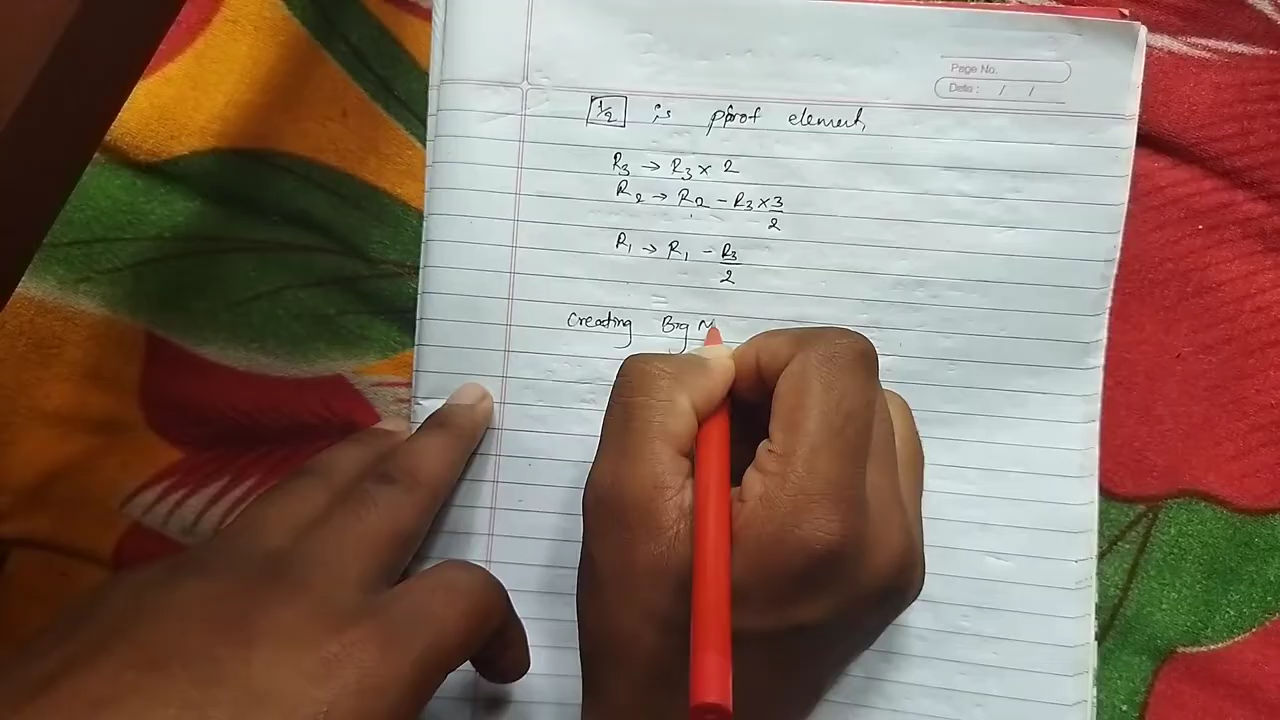 Page No.
Date : / /
1/2 is pivot element,
R3 → R3 × 2
R2 → R2 - R3 × 3/2
R1 → R1 - R3/2
=
Creating Big M